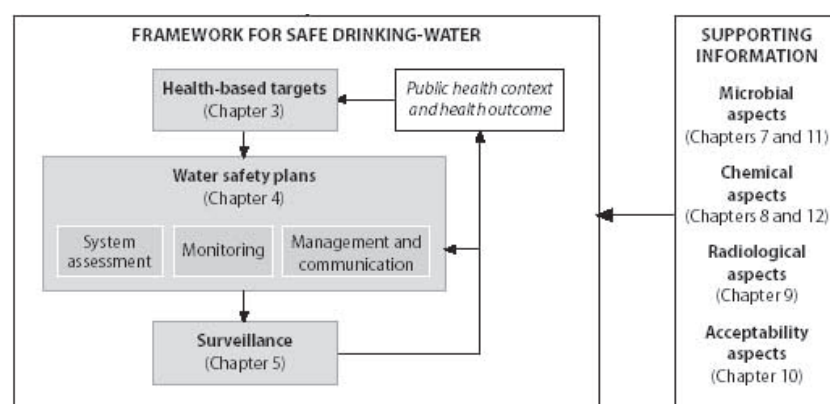 FRAMEWORK FOR SAFE DRINKING-WATER
Health-based targets
(Chapter 3)
Public health context
and health outcome
Water safety plans
(Chapter 4)
System
assessment
Monitoring
Management and
communication
Surveillance
(Chapter 5)
SUPPORTING
INFORMATION
Microbial
aspects
(Chapters 7 and 11)
Chemical
aspects
(Chapters 8 and 12)
Radiological
aspects
(Chapter 9)
Acceptability
aspects
(Chapter 10)